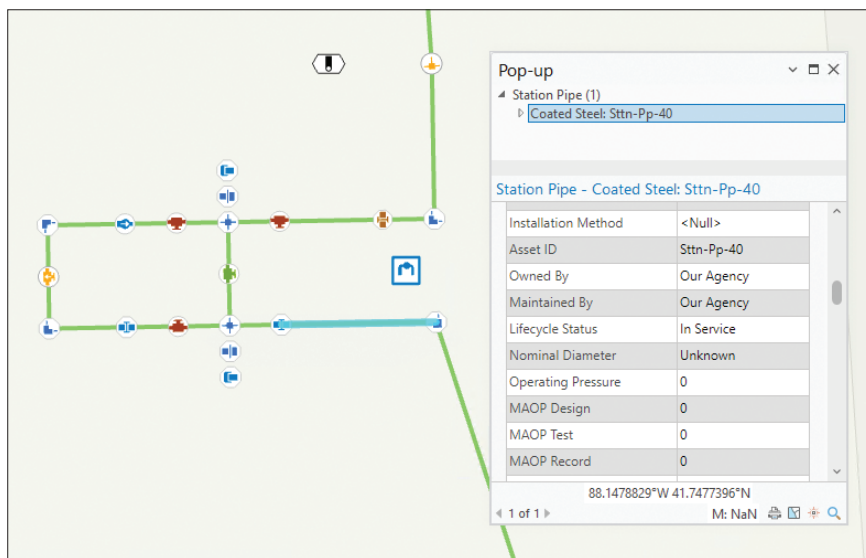 Pop-up
Station Pipe (1)
Coated Steel: Sttn-Pp-40
Station Pipe - Coated Steel: Sttn-Pp-40
Installation Method <Null>
Asset ID Sttn-Pp-40
Owned By Our Agency
Maintained By Our Agency
Lifecycle Status In Service
Nominal Diameter Unknown
Operating Pressure 0
MAOP Design 0
MAOP Test 0
MAOP Record 0
88.1478829°W 41.7477396°N
1 of 1 M: NaN